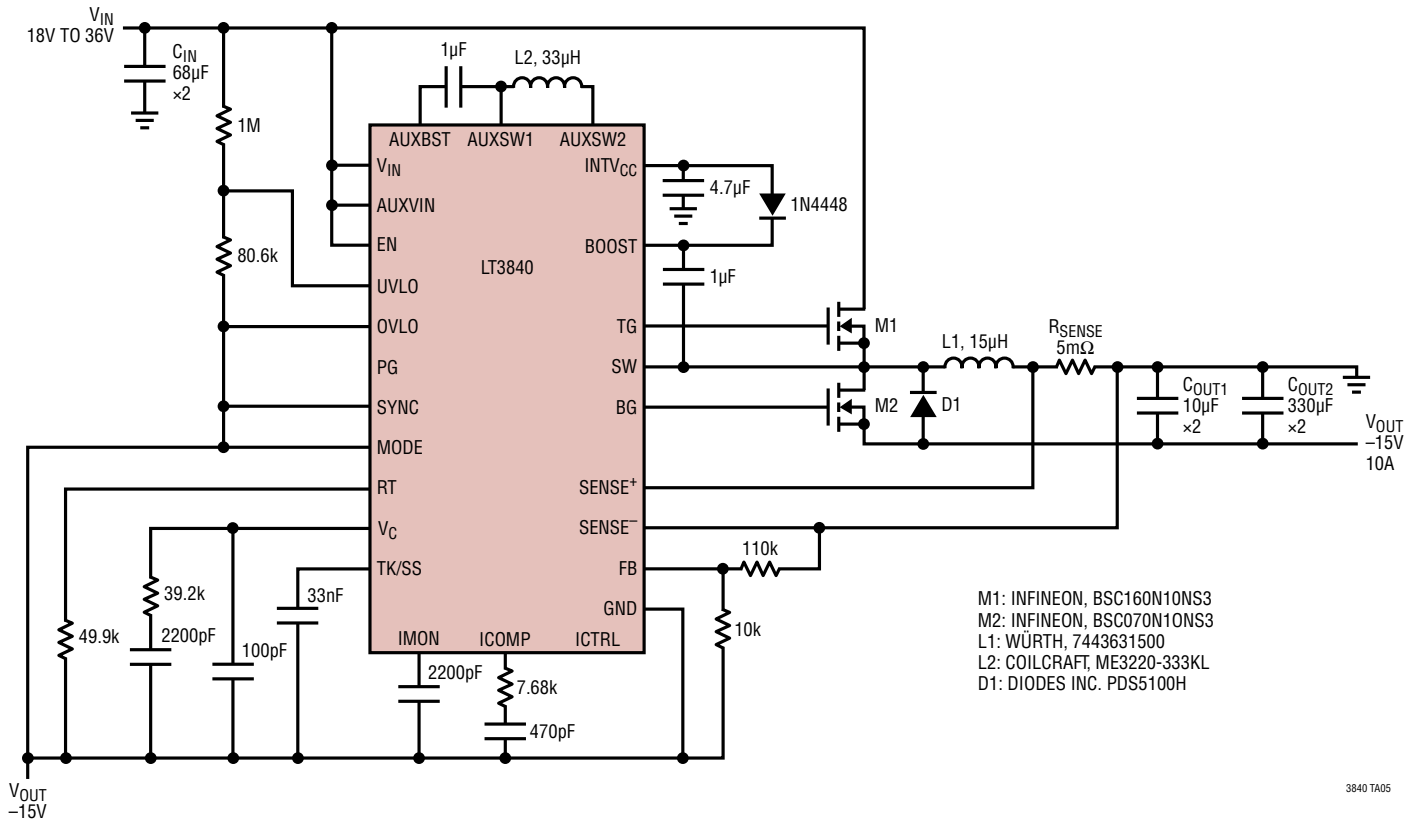 VIN
18V TO 36V
CIN
68µF
×2
1M
80.6k
1µF
L2, 33µH
AUXBST
AUXSW1
AUXSW2
VIN
AUXVIN
EN
UVLO
OVLO
PG
SYNC
MODE
RT
VC
TK/SS
IMON
ICOMP
ICTRL
LT3840
INTVCC
BOOST
TG
SW
BG
SENSE+
SENSE–
FB
GND
4.7µF
1N4448
1µF
M1
M2
D1
L1, 15µH
RSENSE
5mΩ
COUT1
10µF
×2
COUT2
330µF
×2
VOUT
–15V
10A
110k
10k
49.9k
39.2k
2200pF
100pF
33nF
2200pF
7.68k
470pF
VOUT
–15V
M1: INFINEON, BSC160N10NS3
M2: INFINEON, BSC070N1ONS3
L1: WÜRTH, 7443631500
L2: COILCRAFT, ME3220-333KL
D1: DIODES INC. PDS5100H
3840 TA05